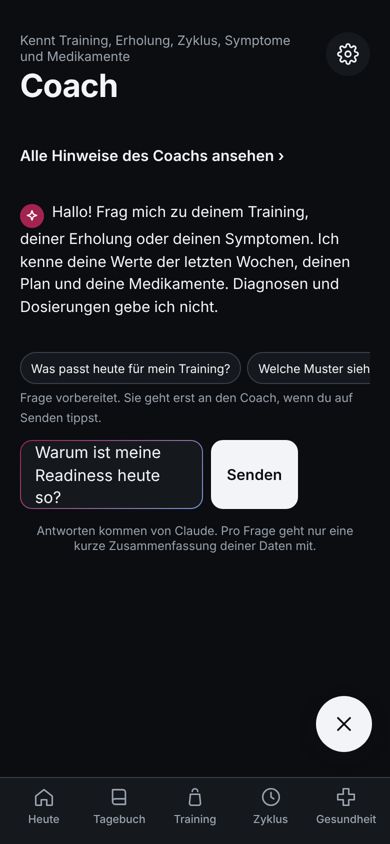 Kennt Training, Erholung, Zyklus, Symptome
und Medikamente
Coach
Alle Hinweise des Coachs ansehen ›
Hallo! Frag mich zu deinem Training,
deiner Erholung oder deinen Symptomen. Ich
kenne deine Werte der letzten Wochen, deinen
Plan und deine Medikamente. Diagnosen und
Dosierungen gebe ich nicht.
Was passt heute für mein Training?
Welche Muster sieh
Frage vorbereitet. Sie geht erst an den Coach, wenn du auf
Senden tippst.
Warum ist meine
Readiness heute
so?
Senden
Antworten kommen von Claude. Pro Frage geht nur eine
kurze Zusammenfassung deiner Daten mit.
Heute
Tagebuch
Training
Zyklus
Gesundheit